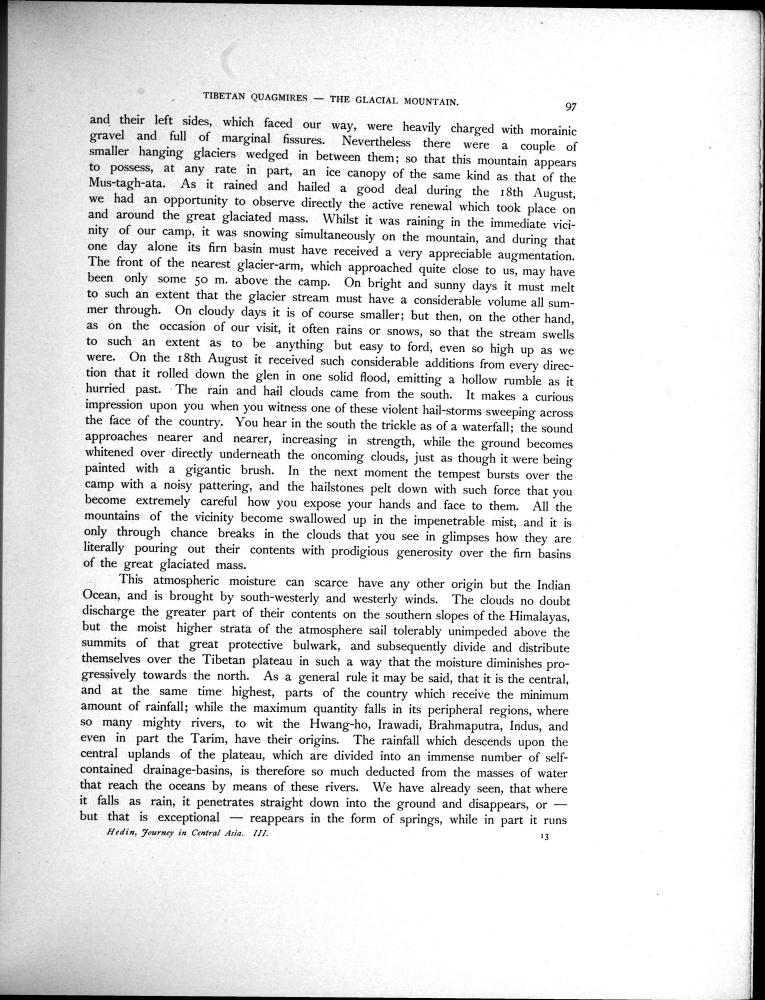 TIBETAN QUAGMIRES — THE GLACIAL MOUNTAIN.
97
and their left sides, which faced our way, were heavily charged with morainic
gravel and full of marginal fissures. Nevertheless there were a couple of
smaller hanging glaciers wedged in between them; so that this mountain appears
to possess, at any rate in part, an ice canopy of the same kind as that of the
Mus-tagh-ata. As it rained and hailed a good deal during the 18th August,
we had an opportunity to observe directly the active renewal which took place on
and around the great glaciated mass. Whilst it was raining in the immediate vici-
nity of our camp, it was snowing simultaneously on the mountain, and during that
one day alone its firn basin must have received a very appreciable augmentation.
The front of the nearest glacier-arm, which approached quite close to us, may have
been only some 50 m. above the camp. On bright and sunny days it must melt
to such an extent that the glacier stream must have a considerable volume all sum-
mer through. On cloudy days it is of course smaller; but then, on the other hand,
as on the occasion of our visit, it often rains or snows, so that the stream swells
to such an extent as to be anything but easy to ford, even so high up as we
were. On the 18th August it received such considerable additions from every direc-
tion that it rolled down the glen in one solid flood, emitting a hollow rumble as it
hurried past. The rain and hail clouds came from the south. It makes a curious
impression upon you when you witness one of these violent hail-storms sweeping across
the face of the country. You hear in the south the trickle as of a waterfall; the sound
approaches nearer and nearer, increasing in strength, while the ground becomes
whitened over directly underneath the oncoming clouds, just as though it were being
painted with a gigantic brush. In the next moment the tempest bursts over the
camp with a noisy pattering, and the hailstones pelt down with such force that you
become extremely careful how you expose your hands and face to them. All the
mountains of the vicinity become swallowed up in the impenetrable mist, and it is
only through chance breaks in the clouds that you see in glimpses how they are
literally pouring out their contents with prodigious generosity over the firn basins
of the great glaciated mass.
This atmospheric moisture can scarce have any other origin but the Indian
Ocean, and is brought by south-westerly and westerly winds. The clouds no doubt
discharge the greater part of their contents on the southern slopes of the Himalayas,
but the moist higher strata of the atmosphere sail tolerably unimpeded above the
summits of that great protective bulwark, and subsequently divide and distribute
themselves over the Tibetan plateau in such a way that the moisture diminishes pro-
gressively towards the north. As a general rule it may be said, that it is the central,
and at the same time highest, parts of the country which receive the minimum
amount of rainfall; while the maximum quantity falls in its peripheral regions, where
so many mighty rivers, to wit the Hwang-ho, Irawadi, Brahmaputra, Indus, and
even in part the Tarim, have their origins. The rainfall which descends upon the
central uplands of the plateau, which are divided into an immense number of self-
contained drainage-basins, is therefore so much deducted from the masses of water
that reach the oceans by means of these rivers. We have already seen, that where
it falls as rain, it penetrates straight down into the ground and disappears, or —
but that is exceptional — reappears in the form of springs, while in part it runs
Hedin, Journey in Central Asia. III.
13